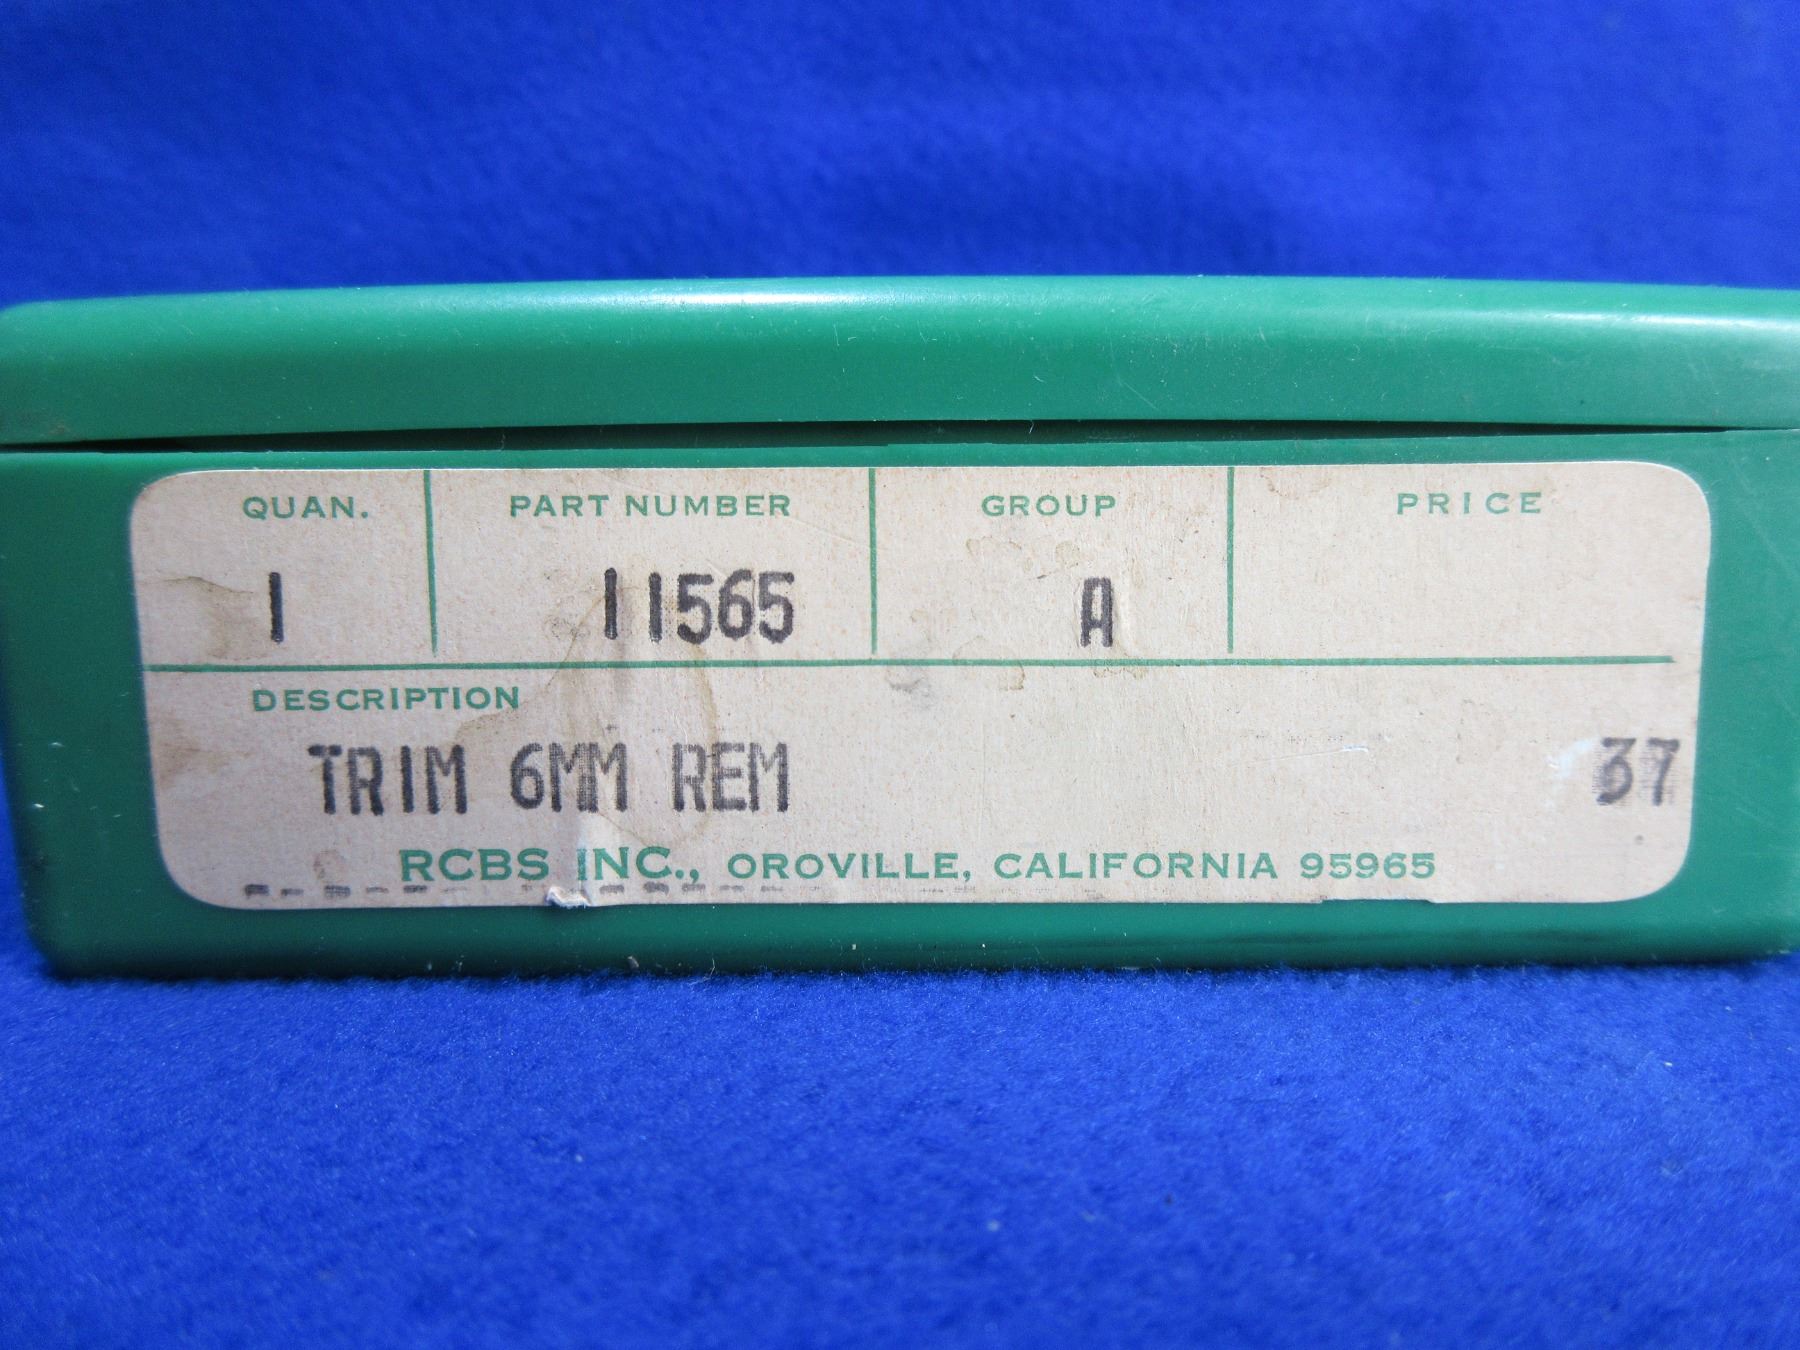 QUAN. PART NUMBER GROUP PRICE
1 11565 A
DESCRIPTION
TRIM 6MM REM 37
RCBS INC., OROVILLE, CALIFORNIA 95965